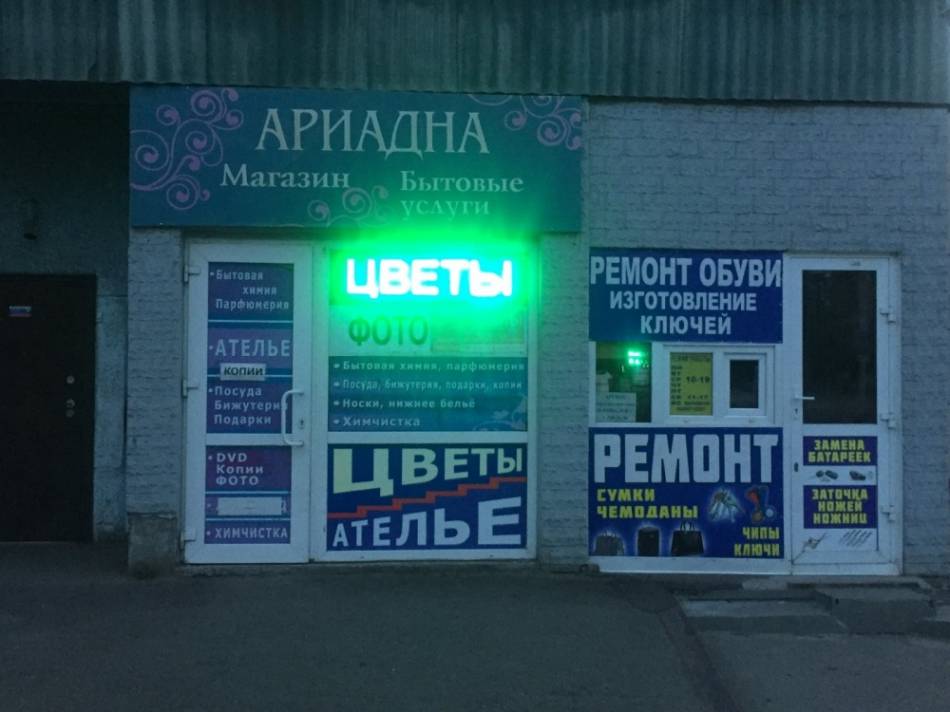 АРИАДНА
Магазин
Бытовые
услуги
• Бытовая
химия
Парфюмерия
• АТЕЛЬЕ
КОПИИ
• Посуда
Бижутерия
Подарки
• DVD
Копии
ФОТО
• ХИМЧИСТКА
ЦВЕТЫ
ФОТО
• Бытовая химия, парфюмерия
• Посуда, бижутерия, подарки, копии
• Носки, нижнее бельё
• Химчистка
ЦВЕТЫ
АТЕЛЬЕ
РЕМОНТ ОБУВИ
ИЗГОТОВЛЕНИЕ
КЛЮЧЕЙ
10-19
РЕМОНТ
СУМКИ
ЧЕМОДАНЫ
ЧИПЫ
КЛЮЧИ
ЗАМЕНА
БАТАРЕЕК
ЗАТОЧКА
НОЖЕЙ
НОЖНИЦ